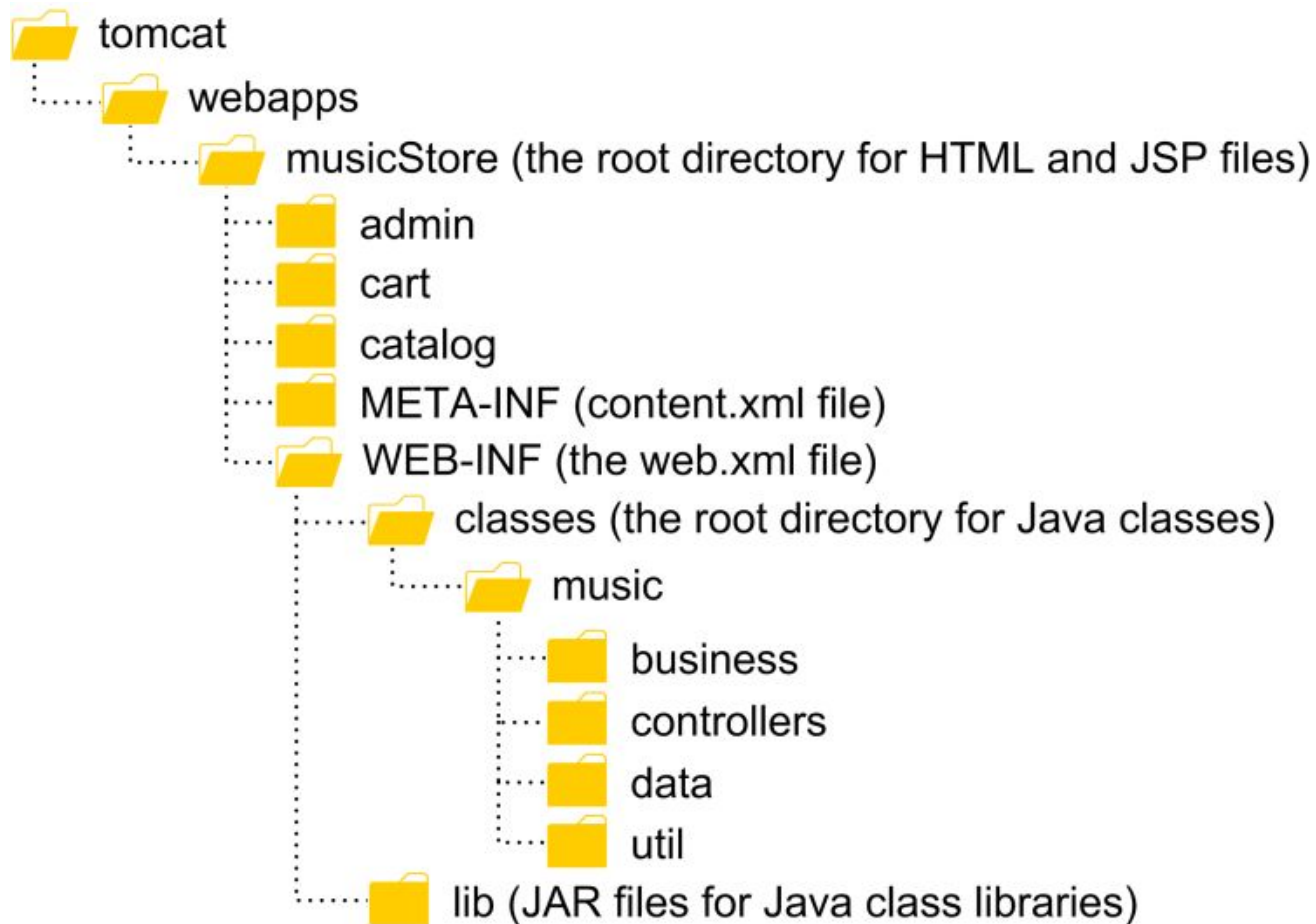 tomcat
webapps
musicStore (the root directory for HTML and JSP files)
admin
cart
catalog
META-INF (content.xml file)
WEB-INF (the web.xml file)
classes (the root directory for Java classes)
music
business
controllers
data
util
lib (JAR files for Java class libraries)